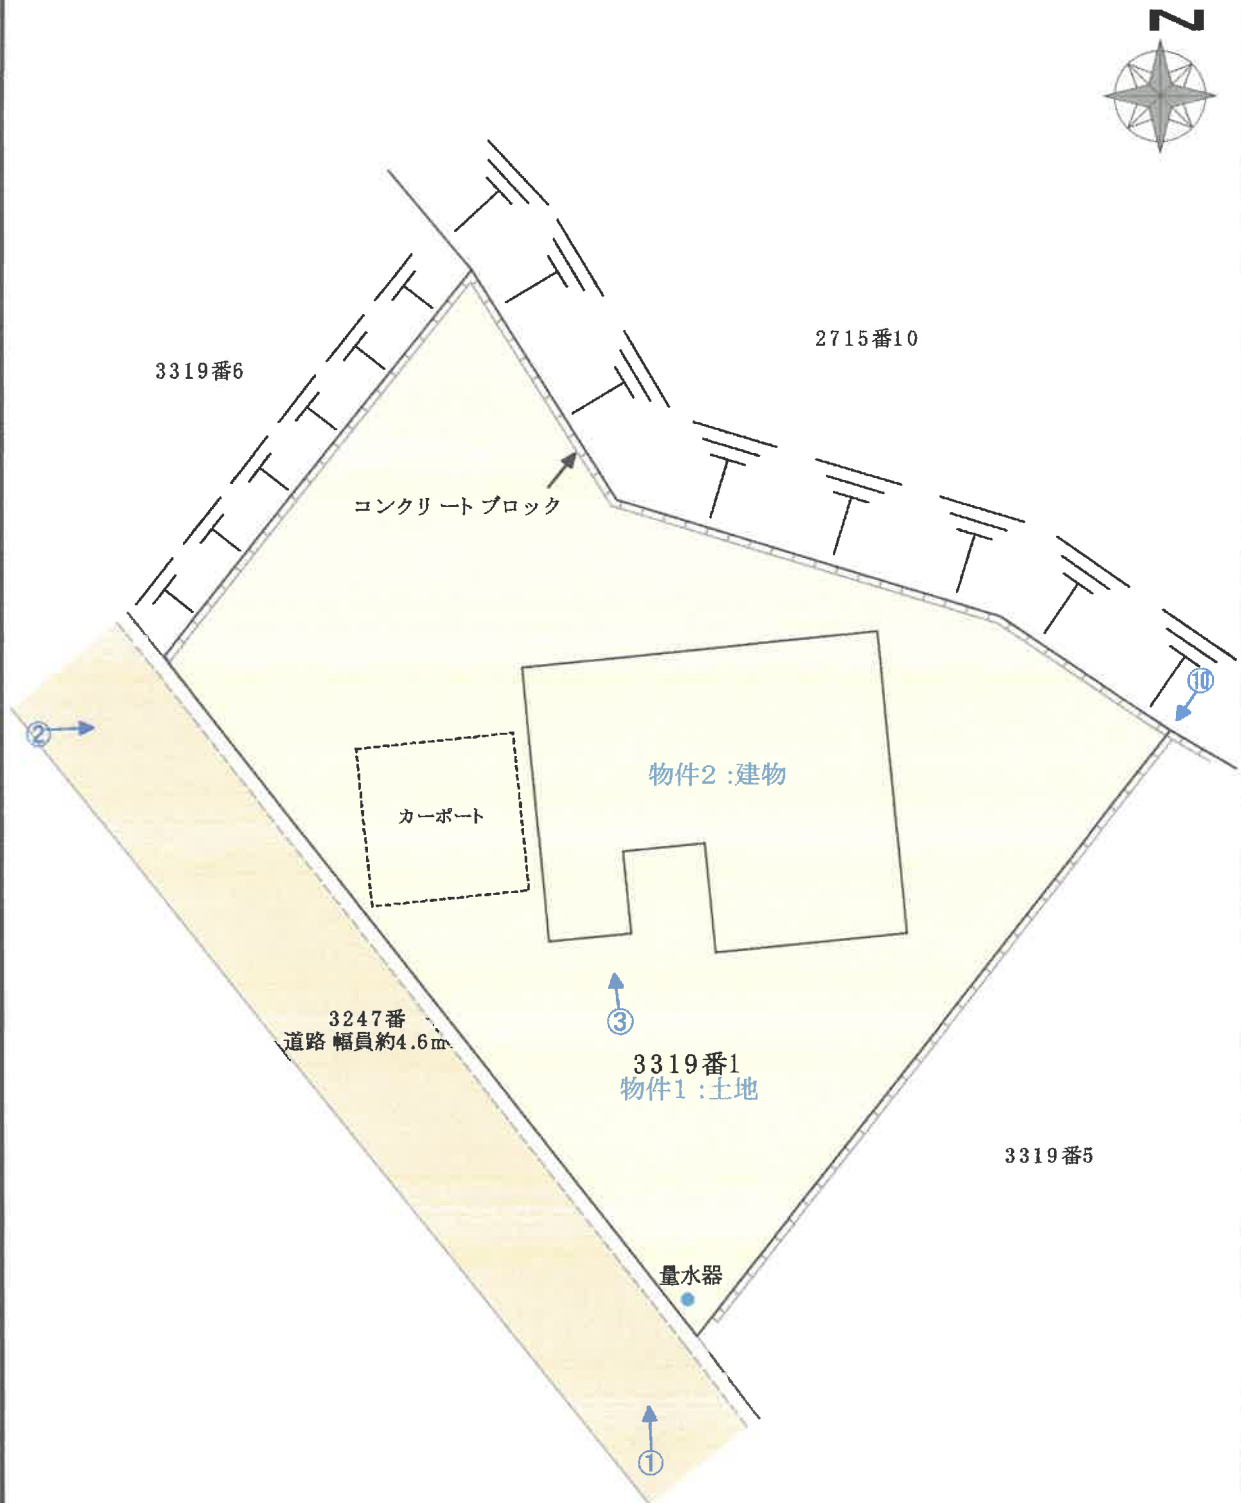 N
2715番10
3319番6
コンクリートブロック
⑩
②
物件2:建物
カーポート
3247番
道路 幅員約4.6m
③
3319番1
物件1:土地
3319番5
量水器
①